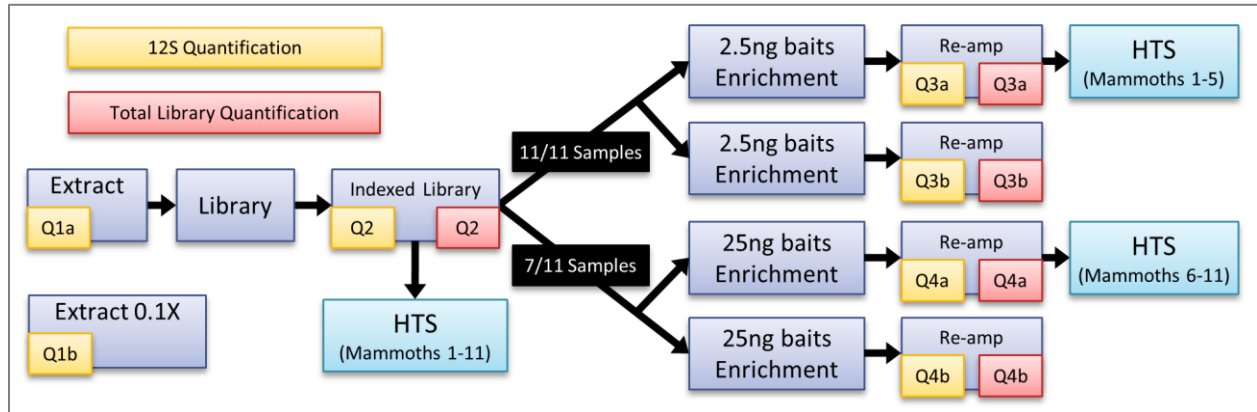 12S Quantification
Total Library Quantification
Extract
Q1a
Library
Indexed Library
Q2
Q2
Extract 0.1X
Q1b
HTS
(Mammoths 1-11)
11/11 Samples
7/11 Samples
2.5ng baits
Enrichment
Re-amp
Q3a
Q3a
HTS
(Mammoths 1-5)
2.5ng baits
Enrichment
Re-amp
Q3b
Q3b
25ng baits
Enrichment
Re-amp
Q4a
Q4a
HTS
(Mammoths 6-11)
25ng baits
Enrichment
Re-amp
Q4b
Q4b